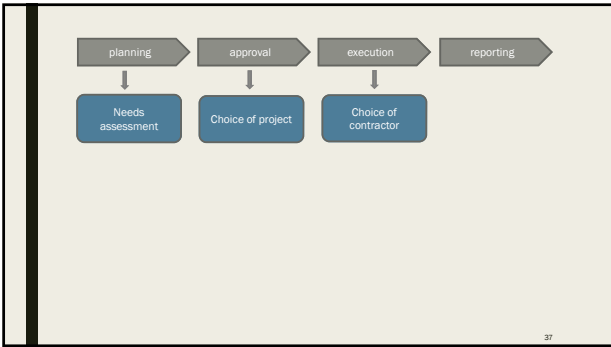 planning
approval
execution
reporting
Needs
assessment
Choice of project
Choice of
contractor
37